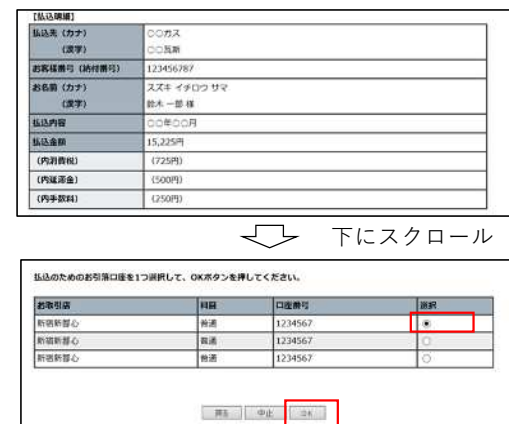 【払込明細】
払込先（カナ） ○○ガス
（漢字） ○○瓦斯
お客様番号（納付番号） 123456787
お名前（カナ） スズキ イチロウ サマ
（漢字） 鈴木 一郎 様
払込内容 ○○年○○月
払込金額 15,225円
（内消費税） （725円）
（内延滞金） （500円）
（内手数料） （250円）
下にスクロール
払込のためのお引落口座を1つ選択して、OKボタンを押してください。
お取引店 科目 口座番号 選択
新宿新都心 普通 1234567
新宿新都心 普通 1234567
新宿新都心 普通 1234567
戻る 中止 OK